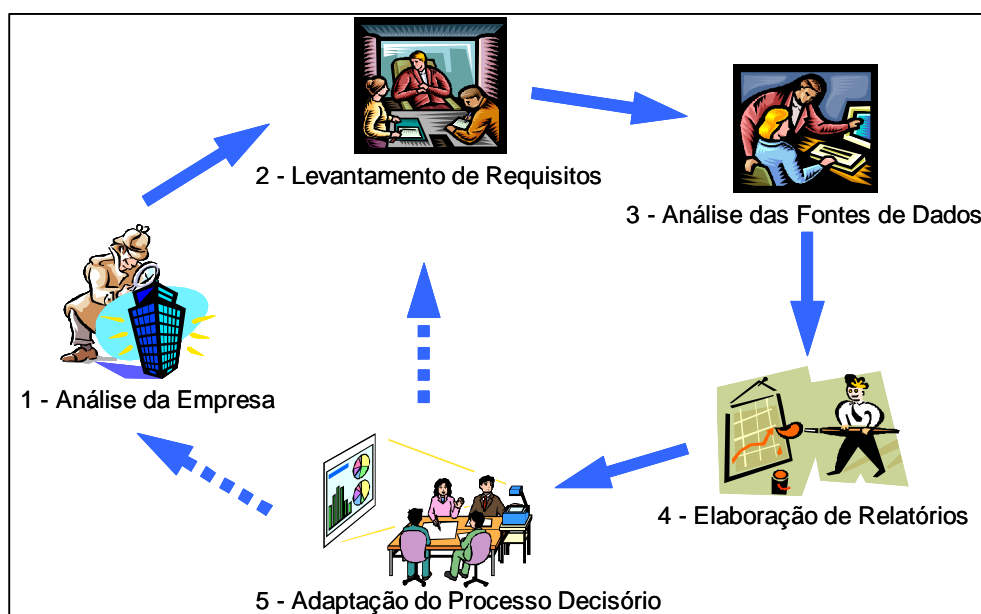 2 - Levantamento de Requisitos
3 - Análise das Fontes de Dados
1 - Análise da Empresa
4 - Elaboração de Relatórios
5 - Adaptação do Processo Decisório